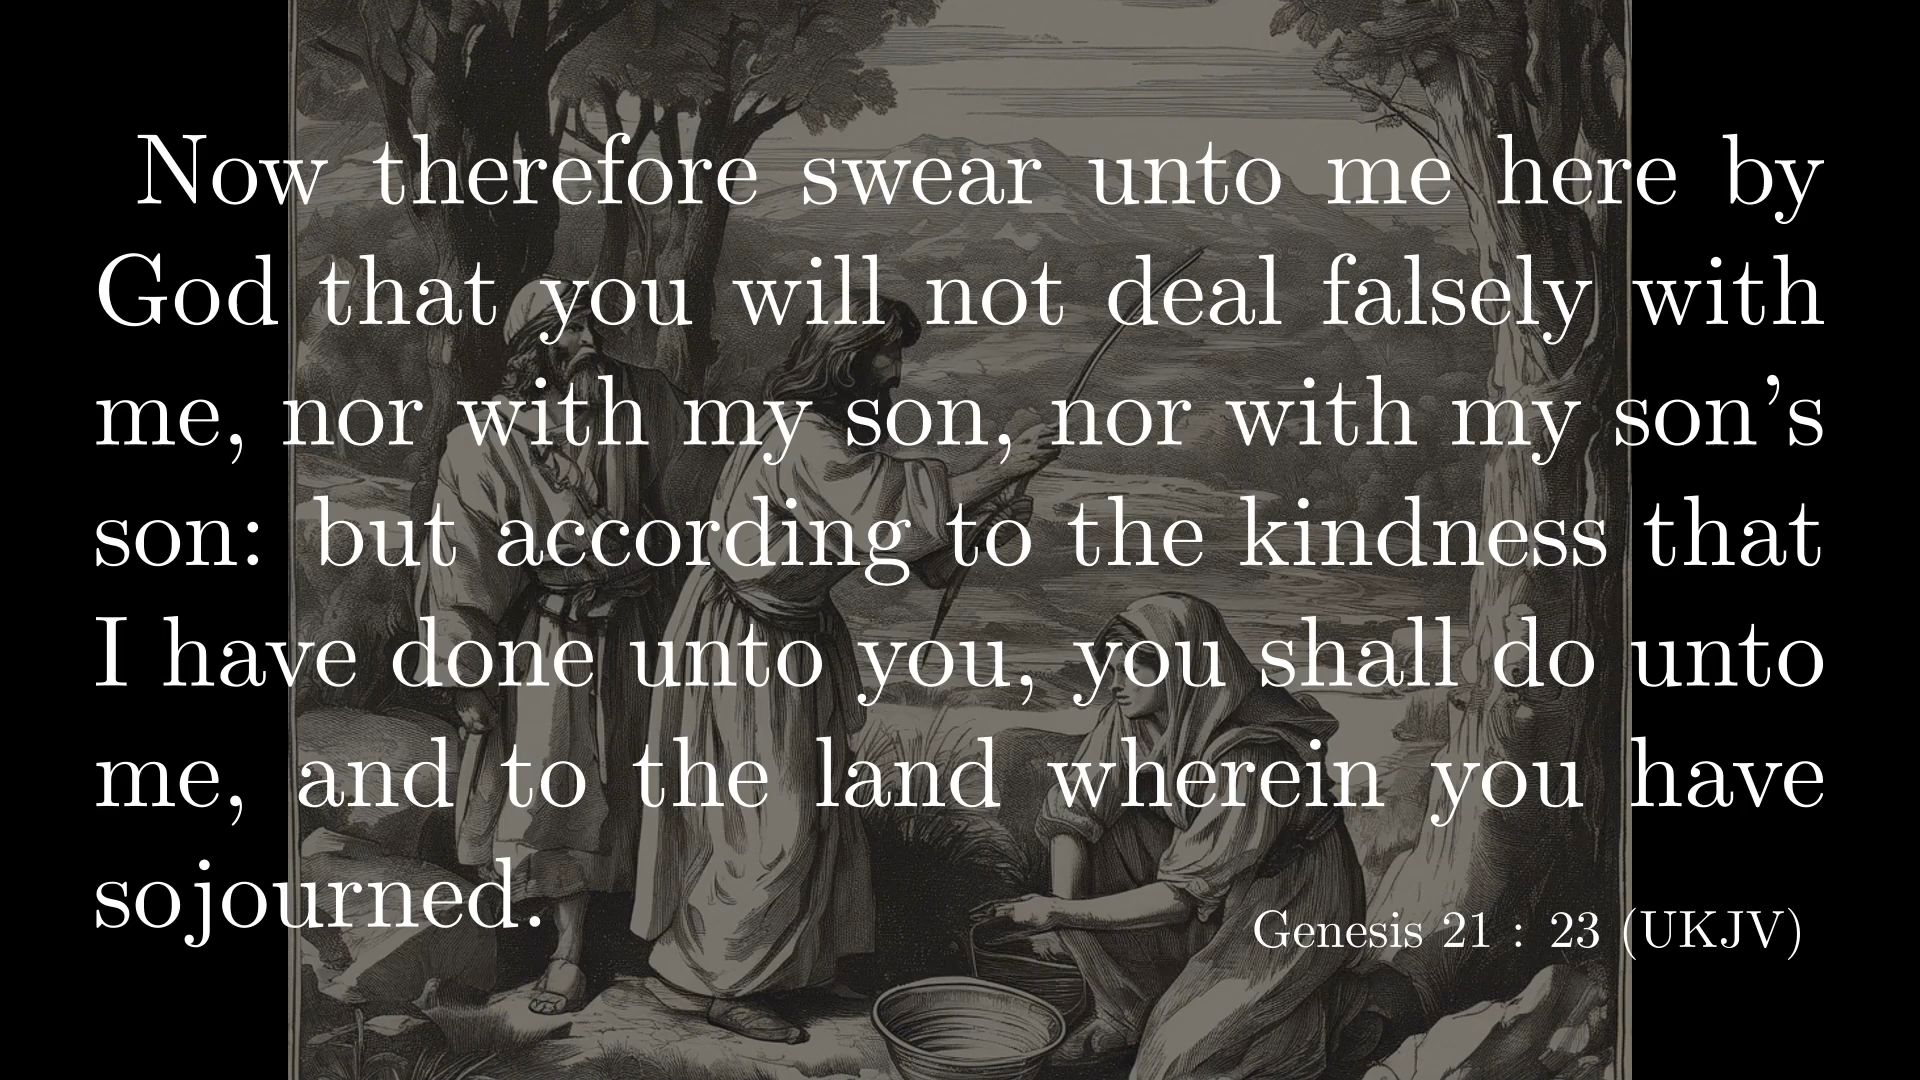 Now therefore swear unto me here by
God that you will not deal falsely with
me, nor with my son, nor with my son’s
son: but according to the kindness that
I have done unto you, you shall do unto
me, and to the land wherein you have
sojourned.
Genesis 21 : 23 (UKJV)